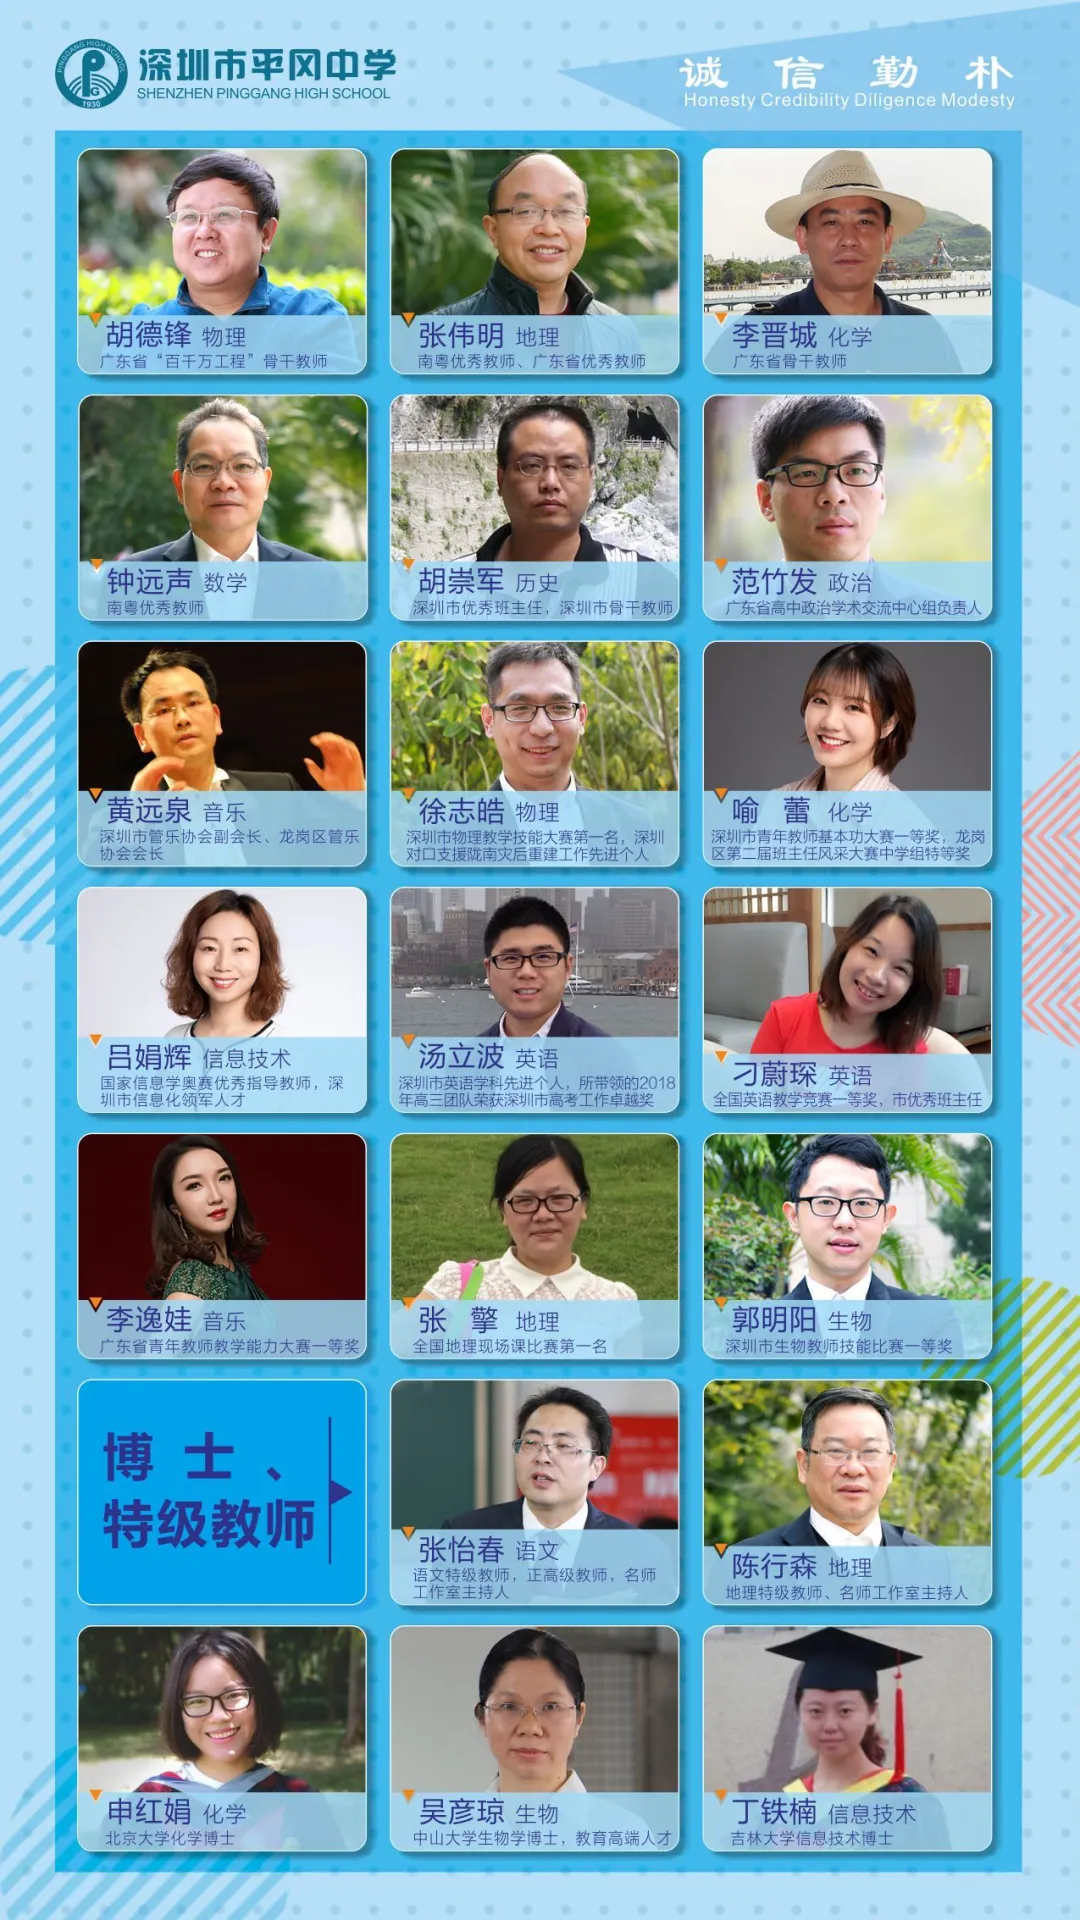 PINGGANG HIGH SCHOOL
1930
深圳市平冈中学
SHENZHEN PINGGANG HIGH SCHOOL
诚 信 勤 朴
Honesty Credibility Diligence Modesty
胡德锋 物理
广东省“百千万工程”骨干教师
张伟明 地理
南粤优秀教师、广东省优秀教师
李晋城 化学
广东省骨干教师
钟远声 数学
南粤优秀教师
胡崇军 历史
深圳市优秀班主任，深圳市骨干教师
范竹发 政治
广东省高中政治学术交流中心组负责人
黄远泉 音乐
深圳市管乐协会副会长、龙岗区管乐
协会会长
徐志皓 物理
深圳市物理教学技能大赛第一名，深圳
对口支援陇南灾后重建工作先进个人
喻 蕾 化学
深圳市青年教师基本功大赛一等奖，龙岗
区第二届班主任风采大赛中学组特等奖
吕娟辉 信息技术
国家信息学奥赛优秀指导教师，深
圳市信息化领军人才
汤立波 英语
深圳市英语学科先进个人，所带领的2018
年高三团队荣获深圳市高考工作卓越奖
刁蔚琛 英语
全国英语教学竞赛一等奖，市优秀班主任
李逸娃 音乐
广东省青年教师教学能力大赛一等奖
张 擎 地理
全国地理现场课比赛第一名
郭明阳 生物
深圳市生物教师技能比赛一等奖
博 士 、
特级教师
张怡春 语文
语文特级教师，正高级教师，名师
工作室主持人
陈行森 地理
地理特级教师、名师工作室主持人
申红娟 化学
北京大学化学博士
吴彦琼 生物
中山大学生物学博士，教育高端人才
丁铁楠 信息技术
吉林大学信息技术博士